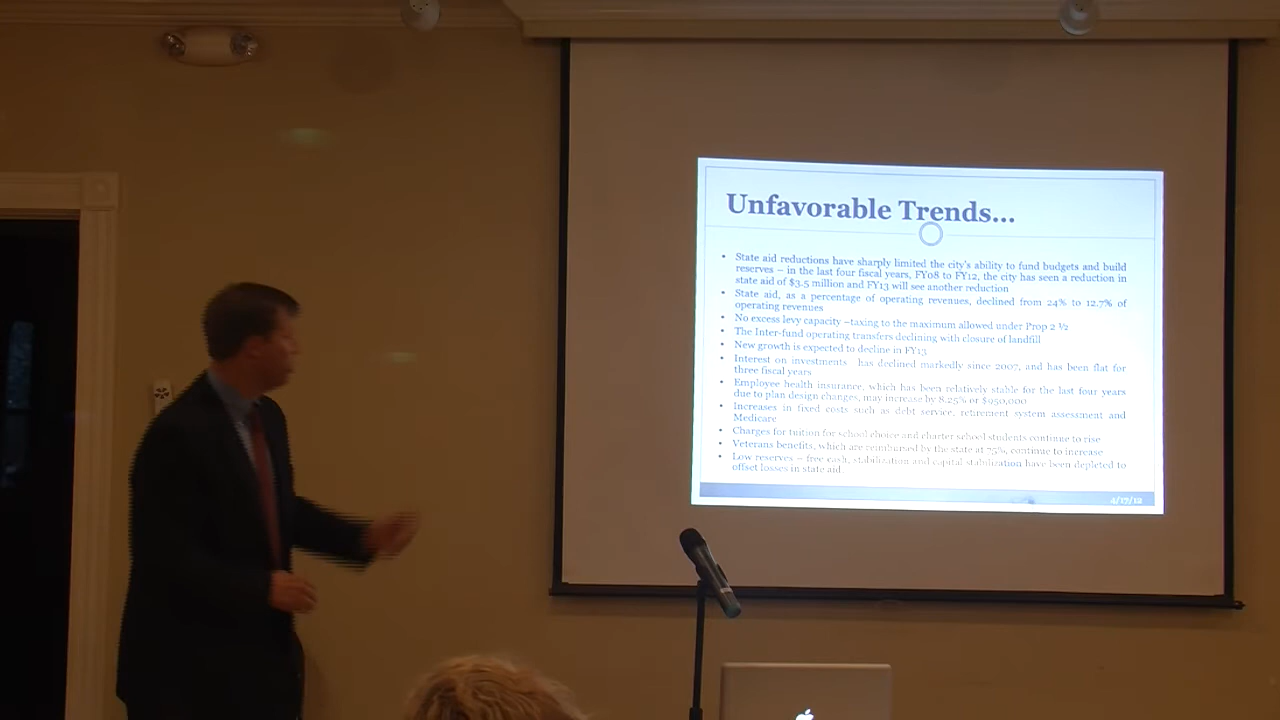 Unfavorable Trends...
• State aid reductions have sharply limited the city's ability to fund budgets and build
reserves – in the last four fiscal years, FY08 to FY12, the city has seen a reduction in
state aid of $3.5 million and FY13 will see another reduction
• State aid, as a percentage of operating revenues, declined from 24% to 12.7% of
operating revenues
• No excess levy capacity –taxing to the maximum allowed under Prop 2 ½
• The Inter-fund operating transfers declining with closure of landfill
• New growth is expected to decline in FY13
• Interest on investments has declined markedly since 2007, and has been flat for
three fiscal years
• Employee health insurance, which has been relatively stable for the last four years
due to plan design changes, may increase by 8.25% or $950,000
• Increases in fixed costs such as debt service, retirement system assessment and
Medicare
• Charges for tuition for school choice and charter school students continue to rise
• Veterans benefits, which are reimbursed by the state at 75%, continue to increase
• Low reserves – free cash, stabilization and capital stabilization have been depleted to
offset losses in state aid.
4/17/12